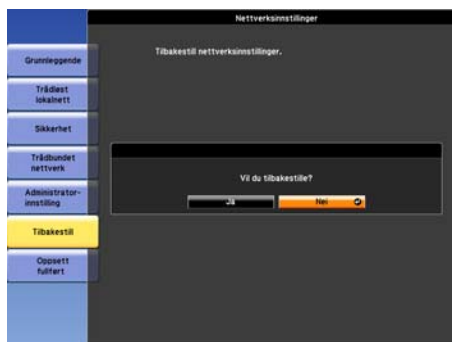 Nettverksinnstillinger
Grunnleggende
Trådløst
lokalnett
Sikkerhet
Trådbundet
nettverk
Administrator-
innstilling
Tilbakestill
Oppsett
fullført
Tilbakestill nettverksinnstillinger.
Vil du tilbakestille?
Ja
Nei